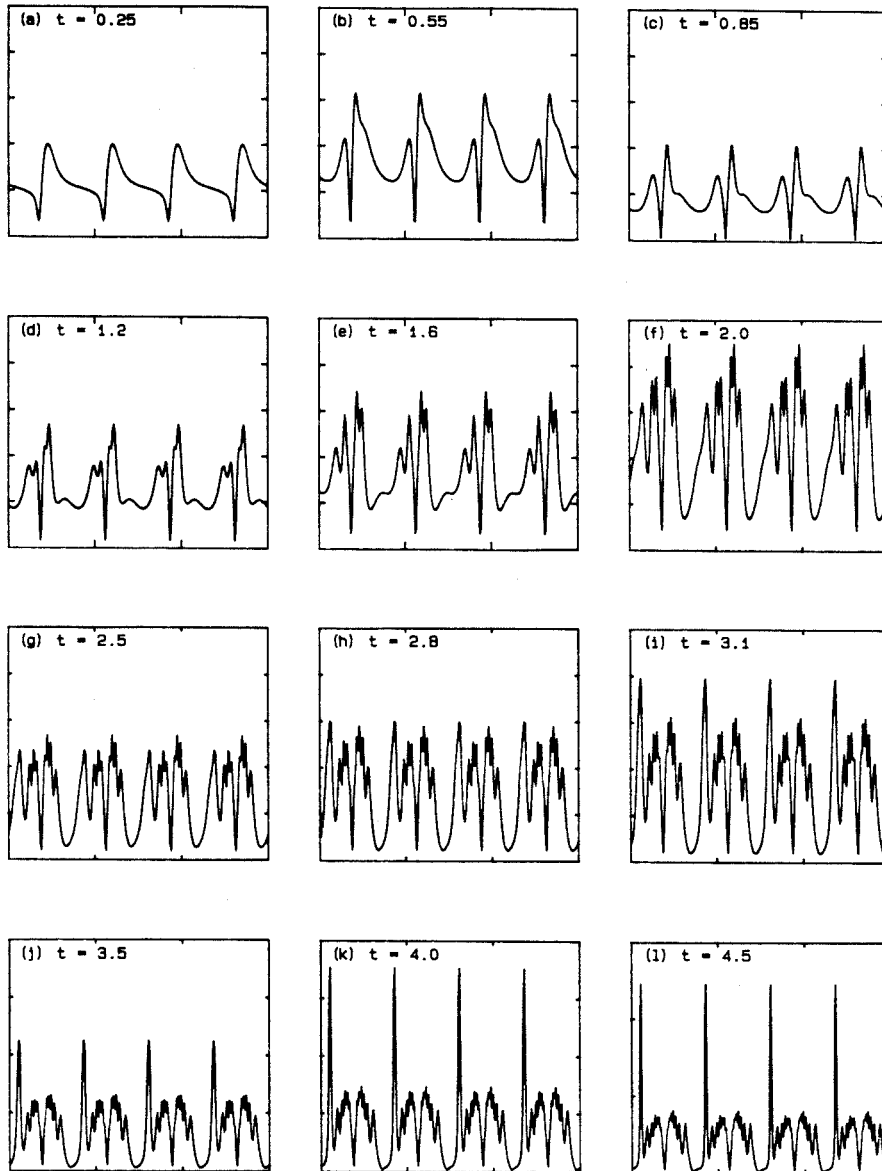 (a) t = 0.25
(b) t = 0.55
(c) t = 0.85
(d) t = 1.2
(e) t = 1.6
(f) t = 2.0
(g) t = 2.5
(h) t = 2.8
(i) t = 3.1
(j) t = 3.5
(k) t = 4.0
(l) t = 4.5